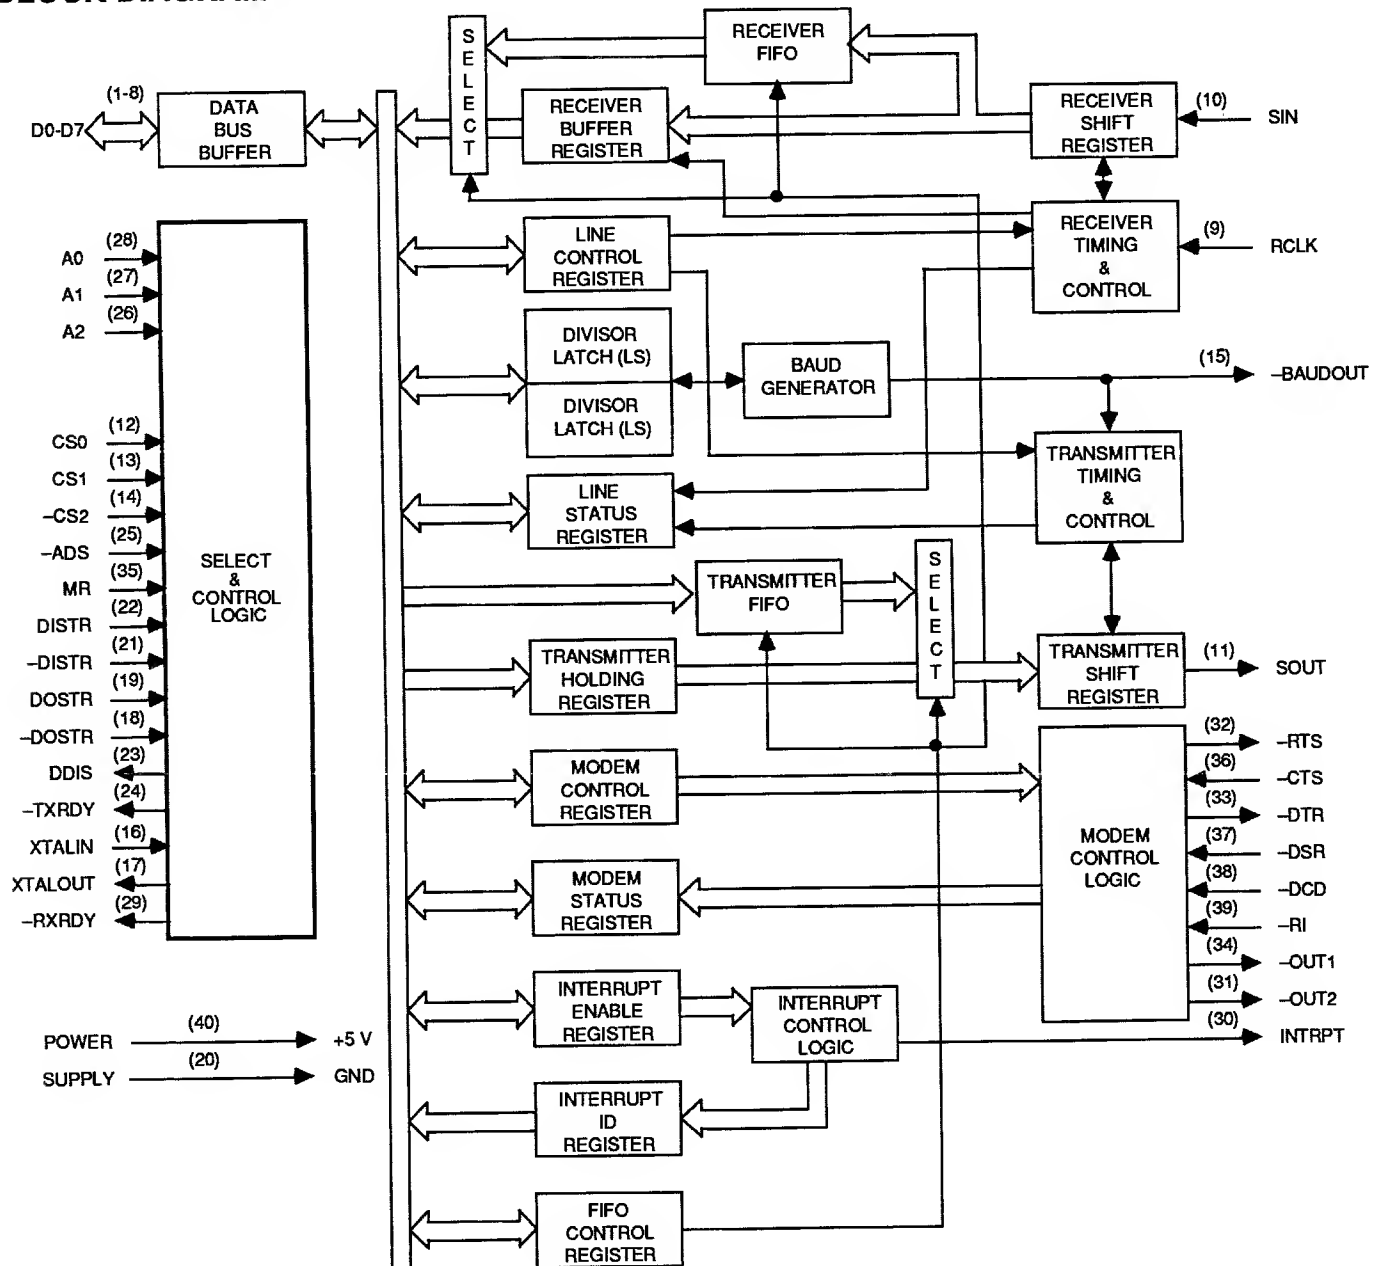 (1-8)
D0-D7
DATA
BUS
BUFFER
SELECT
RECEIVER
FIFO
RECEIVER
BUFFER
REGISTER
RECEIVER
SHIFT
REGISTER
(10)
SIN
RECEIVER
TIMING
&
CONTROL
(9)
RCLK
LINE
CONTROL
REGISTER
DIVISOR
LATCH (LS)
DIVISOR
LATCH (LS)
BAUD
GENERATOR
(15)
–BAUDOUT
TRANSMITTER
TIMING
&
CONTROL
LINE
STATUS
REGISTER
TRANSMITTER
FIFO
SELECT
TRANSMITTER
HOLDING
REGISTER
TRANSMITTER
SHIFT
REGISTER
(11)
SOUT
A0
(28)
A1
(27)
A2
(26)
CS0
(12)
CS1
(13)
–CS2
(14)
–ADS
(25)
MR
(35)
DISTR
(22)
–DISTR
(21)
DOSTR
(19)
–DOSTR
(18)
DDIS
(23)
–TXRDY
(24)
XTALIN
(16)
XTALOUT
(17)
–RXRDY
(29)
SELECT
&
CONTROL
LOGIC
MODEM
CONTROL
REGISTER
MODEM
STATUS
REGISTER
MODEM
CONTROL
LOGIC
(32)
–RTS
(36)
–CTS
(33)
–DTR
(37)
–DSR
(38)
–DCD
(39)
–RI
(34)
–OUT1
(31)
–OUT2
(30)
INTRPT
INTERRUPT
ENABLE
REGISTER
INTERRUPT
CONTROL
LOGIC
INTERRUPT
ID
REGISTER
FIFO
CONTROL
REGISTER
POWER
(40)
+5 V
SUPPLY
(20)
GND